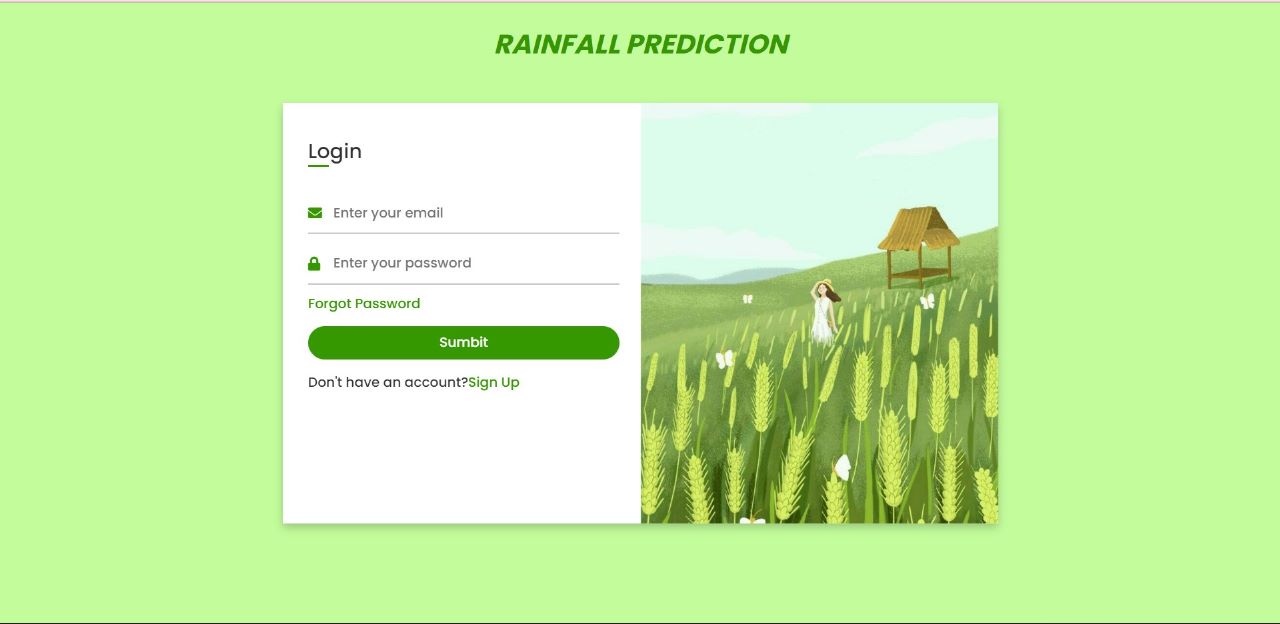 RAINFALL PREDICTION
Login
Enter your email
Enter your password
Forgot Password
Sumbit
Don't have an account?Sign Up